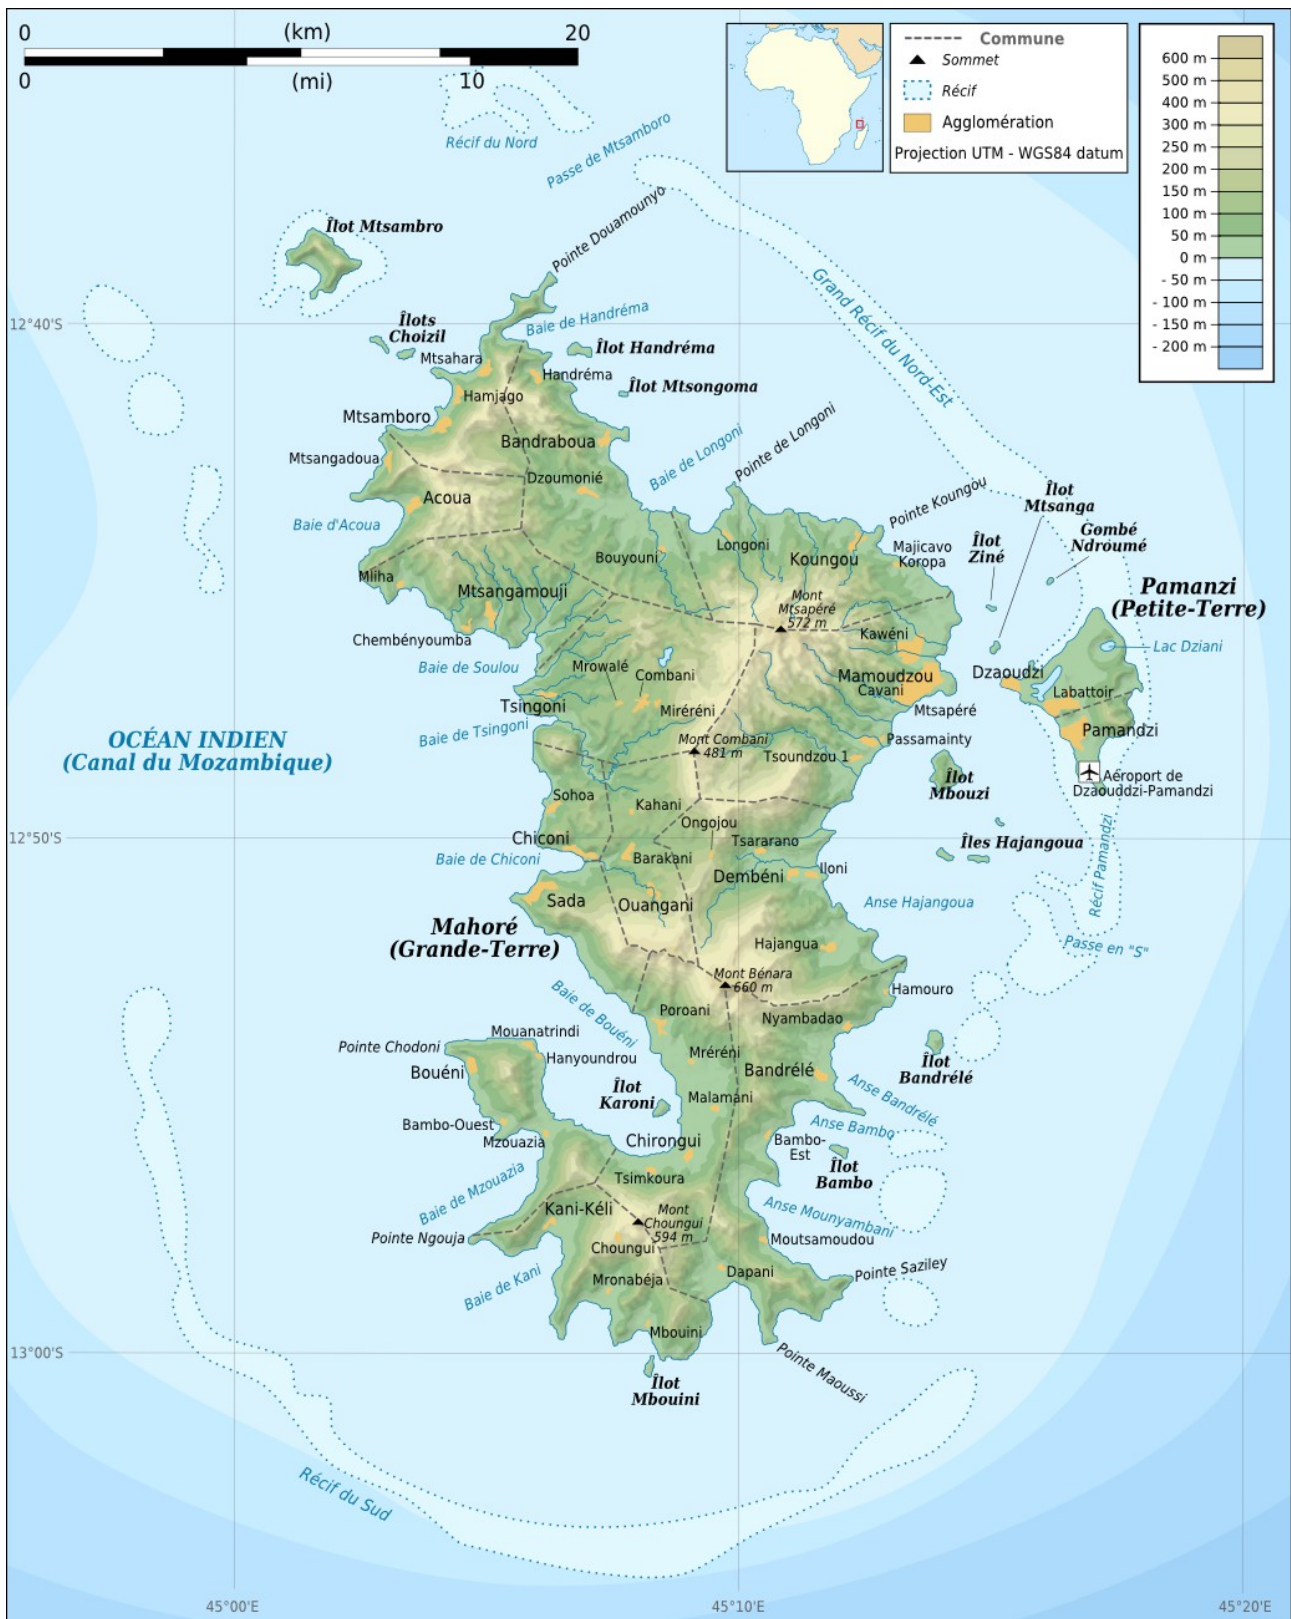 0 (km) 20
0 (mi) 10
Commune
Sommet
Récif
Agglomération
Projection UTM - WGS84 datum
600 m
500 m
400 m
300 m
250 m
200 m
150 m
100 m
50 m
0 m
- 50 m
- 100 m
- 150 m
- 200 m
Récif du Nord
Passe de Mtsamboro
Îlot Mtsambro
Pointe Douamounyo
Grand Récif du Nord-Est
12°40'S
Îlots
Choizil
Baie de Handréma
Îlot Handréma
Mtsahara
Handréma
Îlot Mtsongoma
Hamjago
Mtsamboro
Bandraboua
Baie de Longoni
Pointe de Longoni
Mtsangadoua
Dzoumonié
Acoua
Baie d'Acoua
Pointe Koungou
Îlot
Mtsanga
Îlot
Ziné
Gombé
Ndroumé
Bouyouni
Longoni
Koungou
Majicavo
Koropa
Mliha
Mtsangamouji
Pamanzi
(Petite-Terre)
Mont
Mtsapéré
572 m
Kawéni
Chembényoumba
Baie de Soulou
Lac Dziani
Mrowalé
Combani
Mamoudzou
Cavani
Dzaoudzi
Labattoir
Tsingoni
Miréréni
Mtsapéré
Pamandzi
Baie de Tsingoni
Mont Combani
481 m
Passamainty
OCÉAN INDIEN
(Canal du Mozambique)
Tsoundzou 1
Îlot
Mbouzi
Aéroport de
Dzaouddzi-Pamandzi
Sohoa
Kahani
Ongojou
12°50'S
Chiconi
Tsararano
Îles Hajangoua
Baie de Chiconi
Barakani
Dembéni
Iloni
Récif Pamandzi
Sada
Ouangani
Anse Hajangoua
Mahoré
(Grande-Terre)
Hajangua
Passe en "S"
Mont Bénara
660 m
Hamouro
Baie de Bouéni
Poroani
Nyambadao
Mouanatrindi
Pointe Chodoni
Hanyoundrou
Mréréni
Bouéni
Bandrélé
Îlot
Bandrélé
Îlot
Karoni
Malamani
Anse Bandrélé
Bambo-Ouest
Anse Bambo
Mzouazia
Chirongui
Bambo-
Est
Îlot
Bambo
Tsimkoura
Baie de Mzouazia
Kani-Kéli
Mont
Choungui
594 m
Anse Mounyambani
Pointe Ngouja
Choungui
Moutsamoudou
Baie de Kani
Mronabéja
Dapani
Pointe Saziley
Mbouini
13°00'S
Pointe Maoussi
Îlot
Mbouini
Récif du Sud
45°00'E
45°10'E
45°20'E